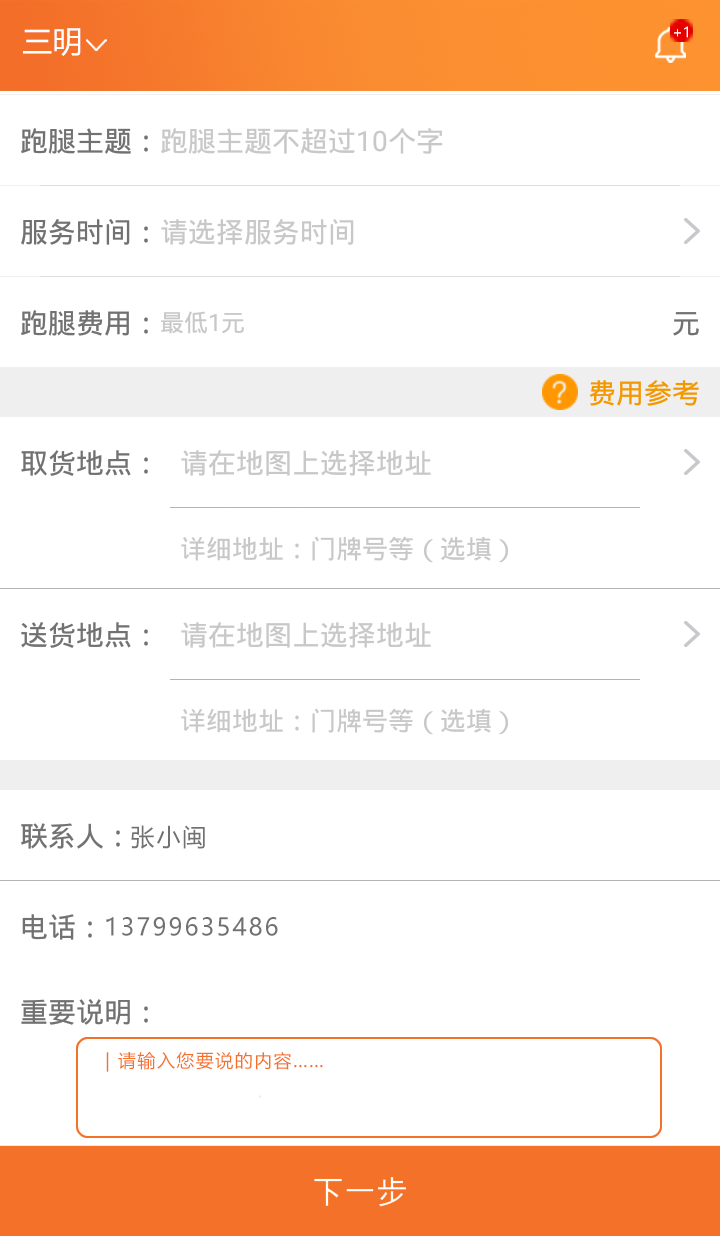 三明
+1
跑腿主题：跑腿主题不超过10个字
服务时间：请选择服务时间
跑腿费用：最低1元 元
? 费用参考
取货地点： 请在地图上选择地址
详细地址：门牌号等（选填）
送货地点： 请在地图上选择地址
详细地址：门牌号等（选填）
联系人：张小闽
电话：13799635486
重要说明：
| 请输入您要说的内容……
下一步